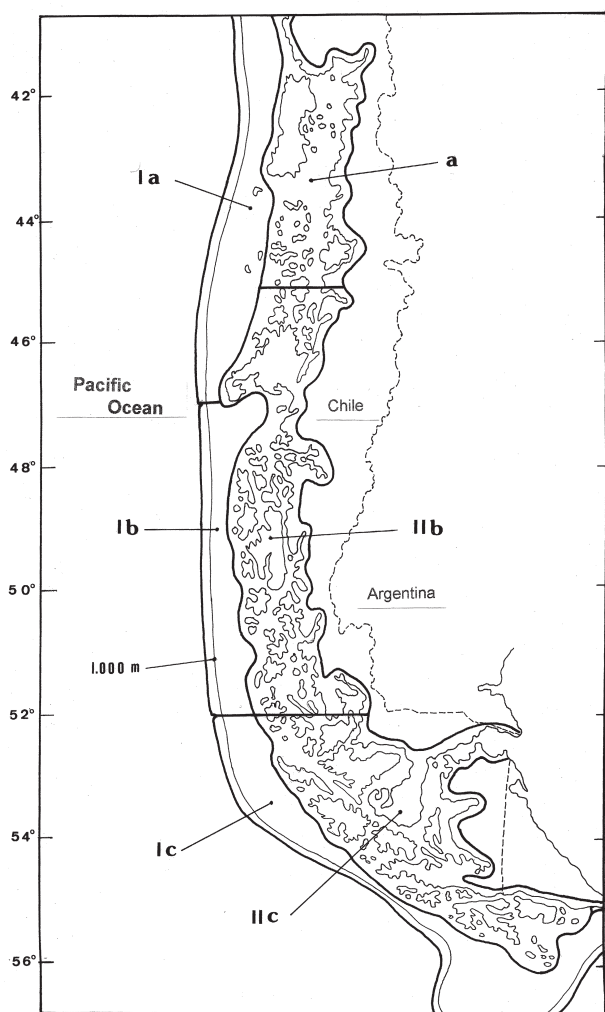 42°
a
Ia
44°
46°
Pacific
Ocean
Chile
48°
Ib
IIb
50°
Argentina
1.000 m
52°
54°
Ic
IIc
56°